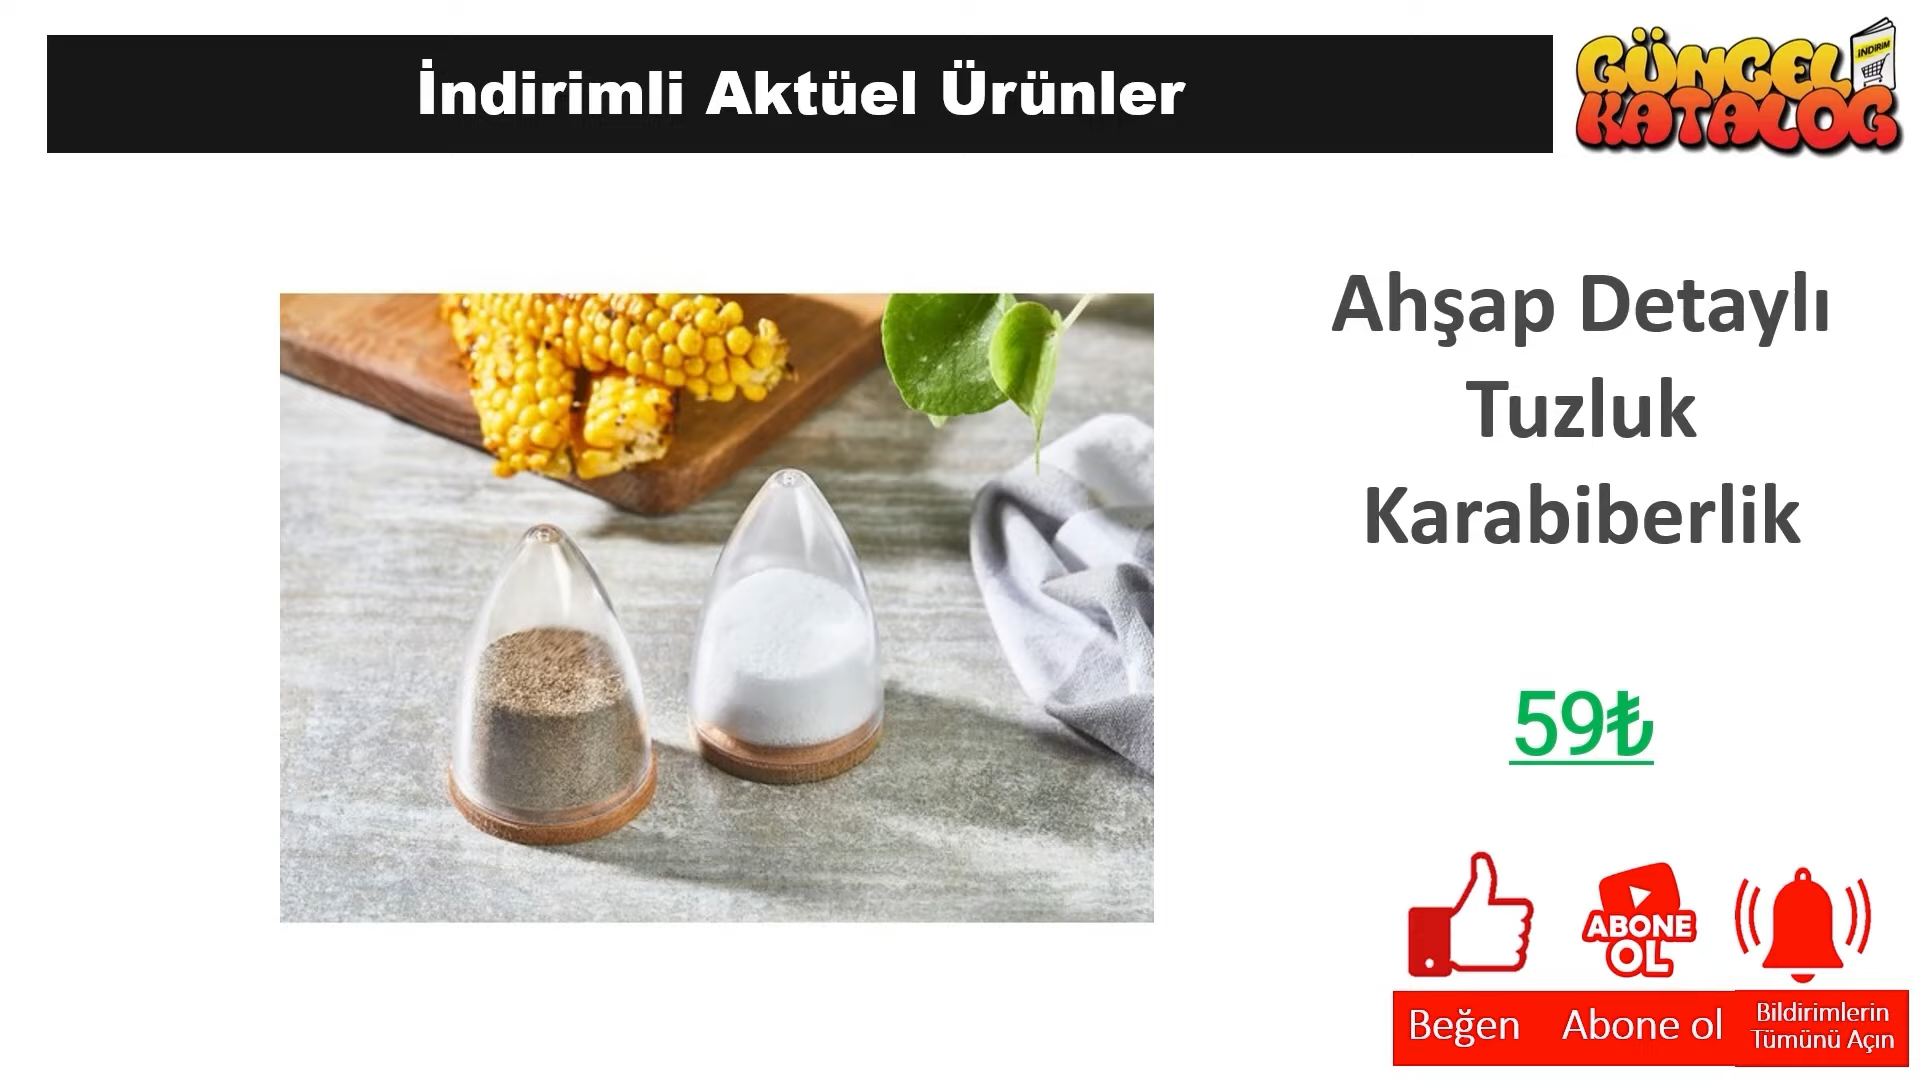 İndirimli Aktüel Ürünler
GÜNCEL
KATALOG
İNDİRİM
Ahşap Detaylı
Tuzluk
Karabiberlik
59₺
ABONE
OL
Beğen
Abone ol
Bildirimlerin
Tümünü Açın